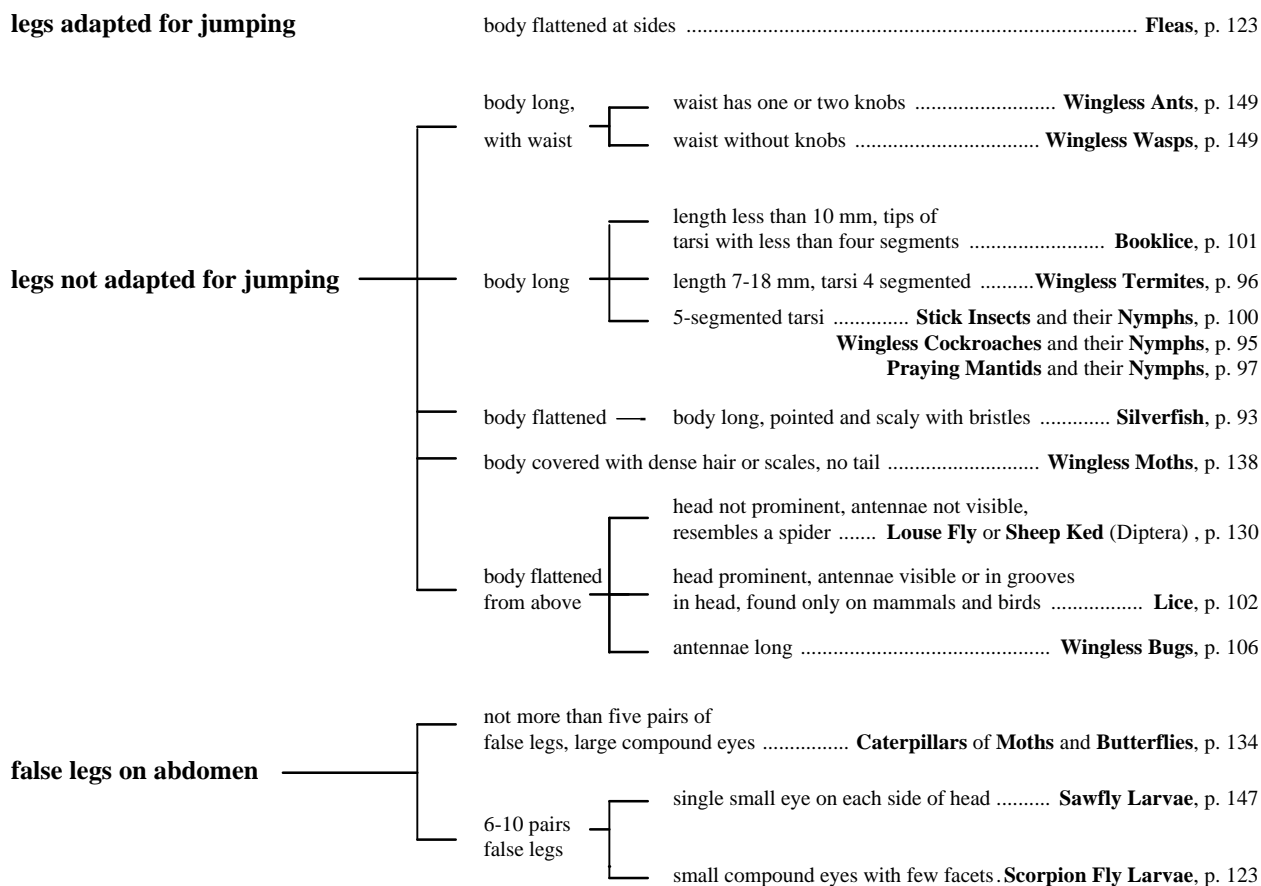 legs adapted for jumping
body flattened at sides ........................................................................................ Fleas, p. 123
body long,
with waist
waist has one or two knobs ........................... Wingless Ants, p. 149
waist without knobs .................................... Wingless Wasps, p. 149
legs not adapted for jumping
body long
length less than 10 mm, tips of
tarsi with less than four segments .......................... Booklice, p. 101
length 7-18 mm, tarsi 4 segmented ..........Wingless Termites, p. 96
5-segmented tarsi .............. Stick Insects and their Nymphs, p. 100
Wingless Cockroaches and their Nymphs, p. 95
Praying Mantids and their Nymphs, p. 97
body flattened
body long, pointed and scaly with bristles ............. Silverfish, p. 93
body covered with dense hair or scales, no tail ............................. Wingless Moths, p. 138
body flattened
from above
head not prominent, antennae not visible,
resembles a spider ....... Louse Fly or Sheep Ked (Diptera) , p. 130
head prominent, antennae visible or in grooves
in head, found only on mammals and birds ................. Lice, p. 102
antennae long ................................................ Wingless Bugs, p. 106
false legs on abdomen
not more than five pairs of
false legs, large compound eyes ................ Caterpillars of Moths and Butterflies, p. 134
6-10 pairs
false legs
single small eye on each side of head .......... Sawfly Larvae, p. 147
small compound eyes with few facets . Scorpion Fly Larvae, p. 123